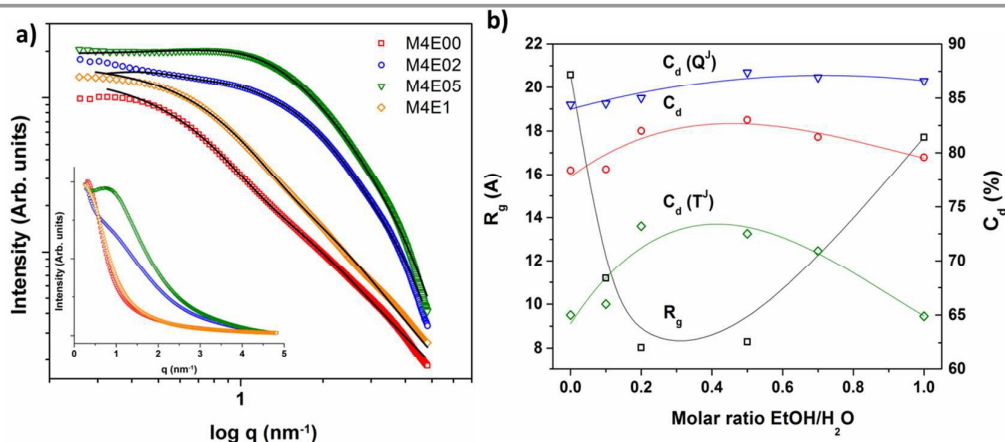 a)
M4E00
M4E02
M4E05
M4E1
Intensity (Arb. units)
log q (nm⁻¹)
1
Intensity (Arb. units)
0 1 2 3 4 5
q (nm⁻¹)
b)
22
20
18
16
14
12
10
8
R_g (A)
C_d (Q^J)
C_d
C_d (T^J)
R_g
90
85
80
75
70
65
60
C_d (%)
0.0 0.2 0.4 0.6 0.8 1.0
Molar ratio EtOH/H₂O